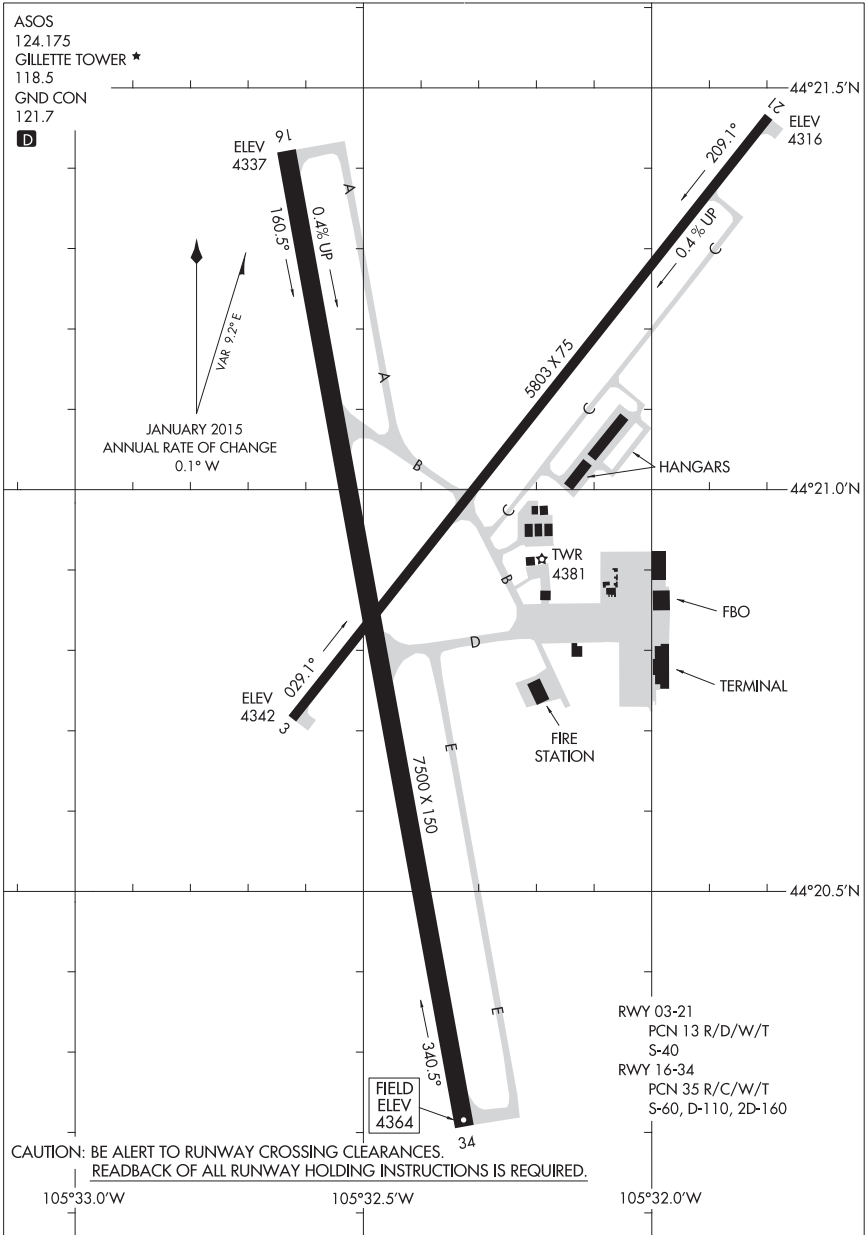 ASOS
124.175
GILLETTE TOWER ★
118.5
GND CON
121.7
D
44°21.5'N
16
ELEV
4337
21
ELEV
4316
209.1°
0.4% UP
A
160.5°
0.4% UP
C
VAR 9.2° E
A
5803 X 75
JANUARY 2015
ANNUAL RATE OF CHANGE
0.1° W
C
B
HANGARS
44°21.0'N
C
TWR
4381
B
FBO
D
029.1°
ELEV
4342
3
TERMINAL
FIRE
STATION
E
7500 X 150
44°20.5'N
E
340.5°
RWY 03-21
PCN 13 R/D/W/T
S-40
RWY 16-34
PCN 35 R/C/W/T
S-60, D-110, 2D-160
FIELD
ELEV
4364
34
CAUTION: BE ALERT TO RUNWAY CROSSING CLEARANCES.
READBACK OF ALL RUNWAY HOLDING INSTRUCTIONS IS REQUIRED.
105°33.0'W
105°32.5'W
105°32.0'W